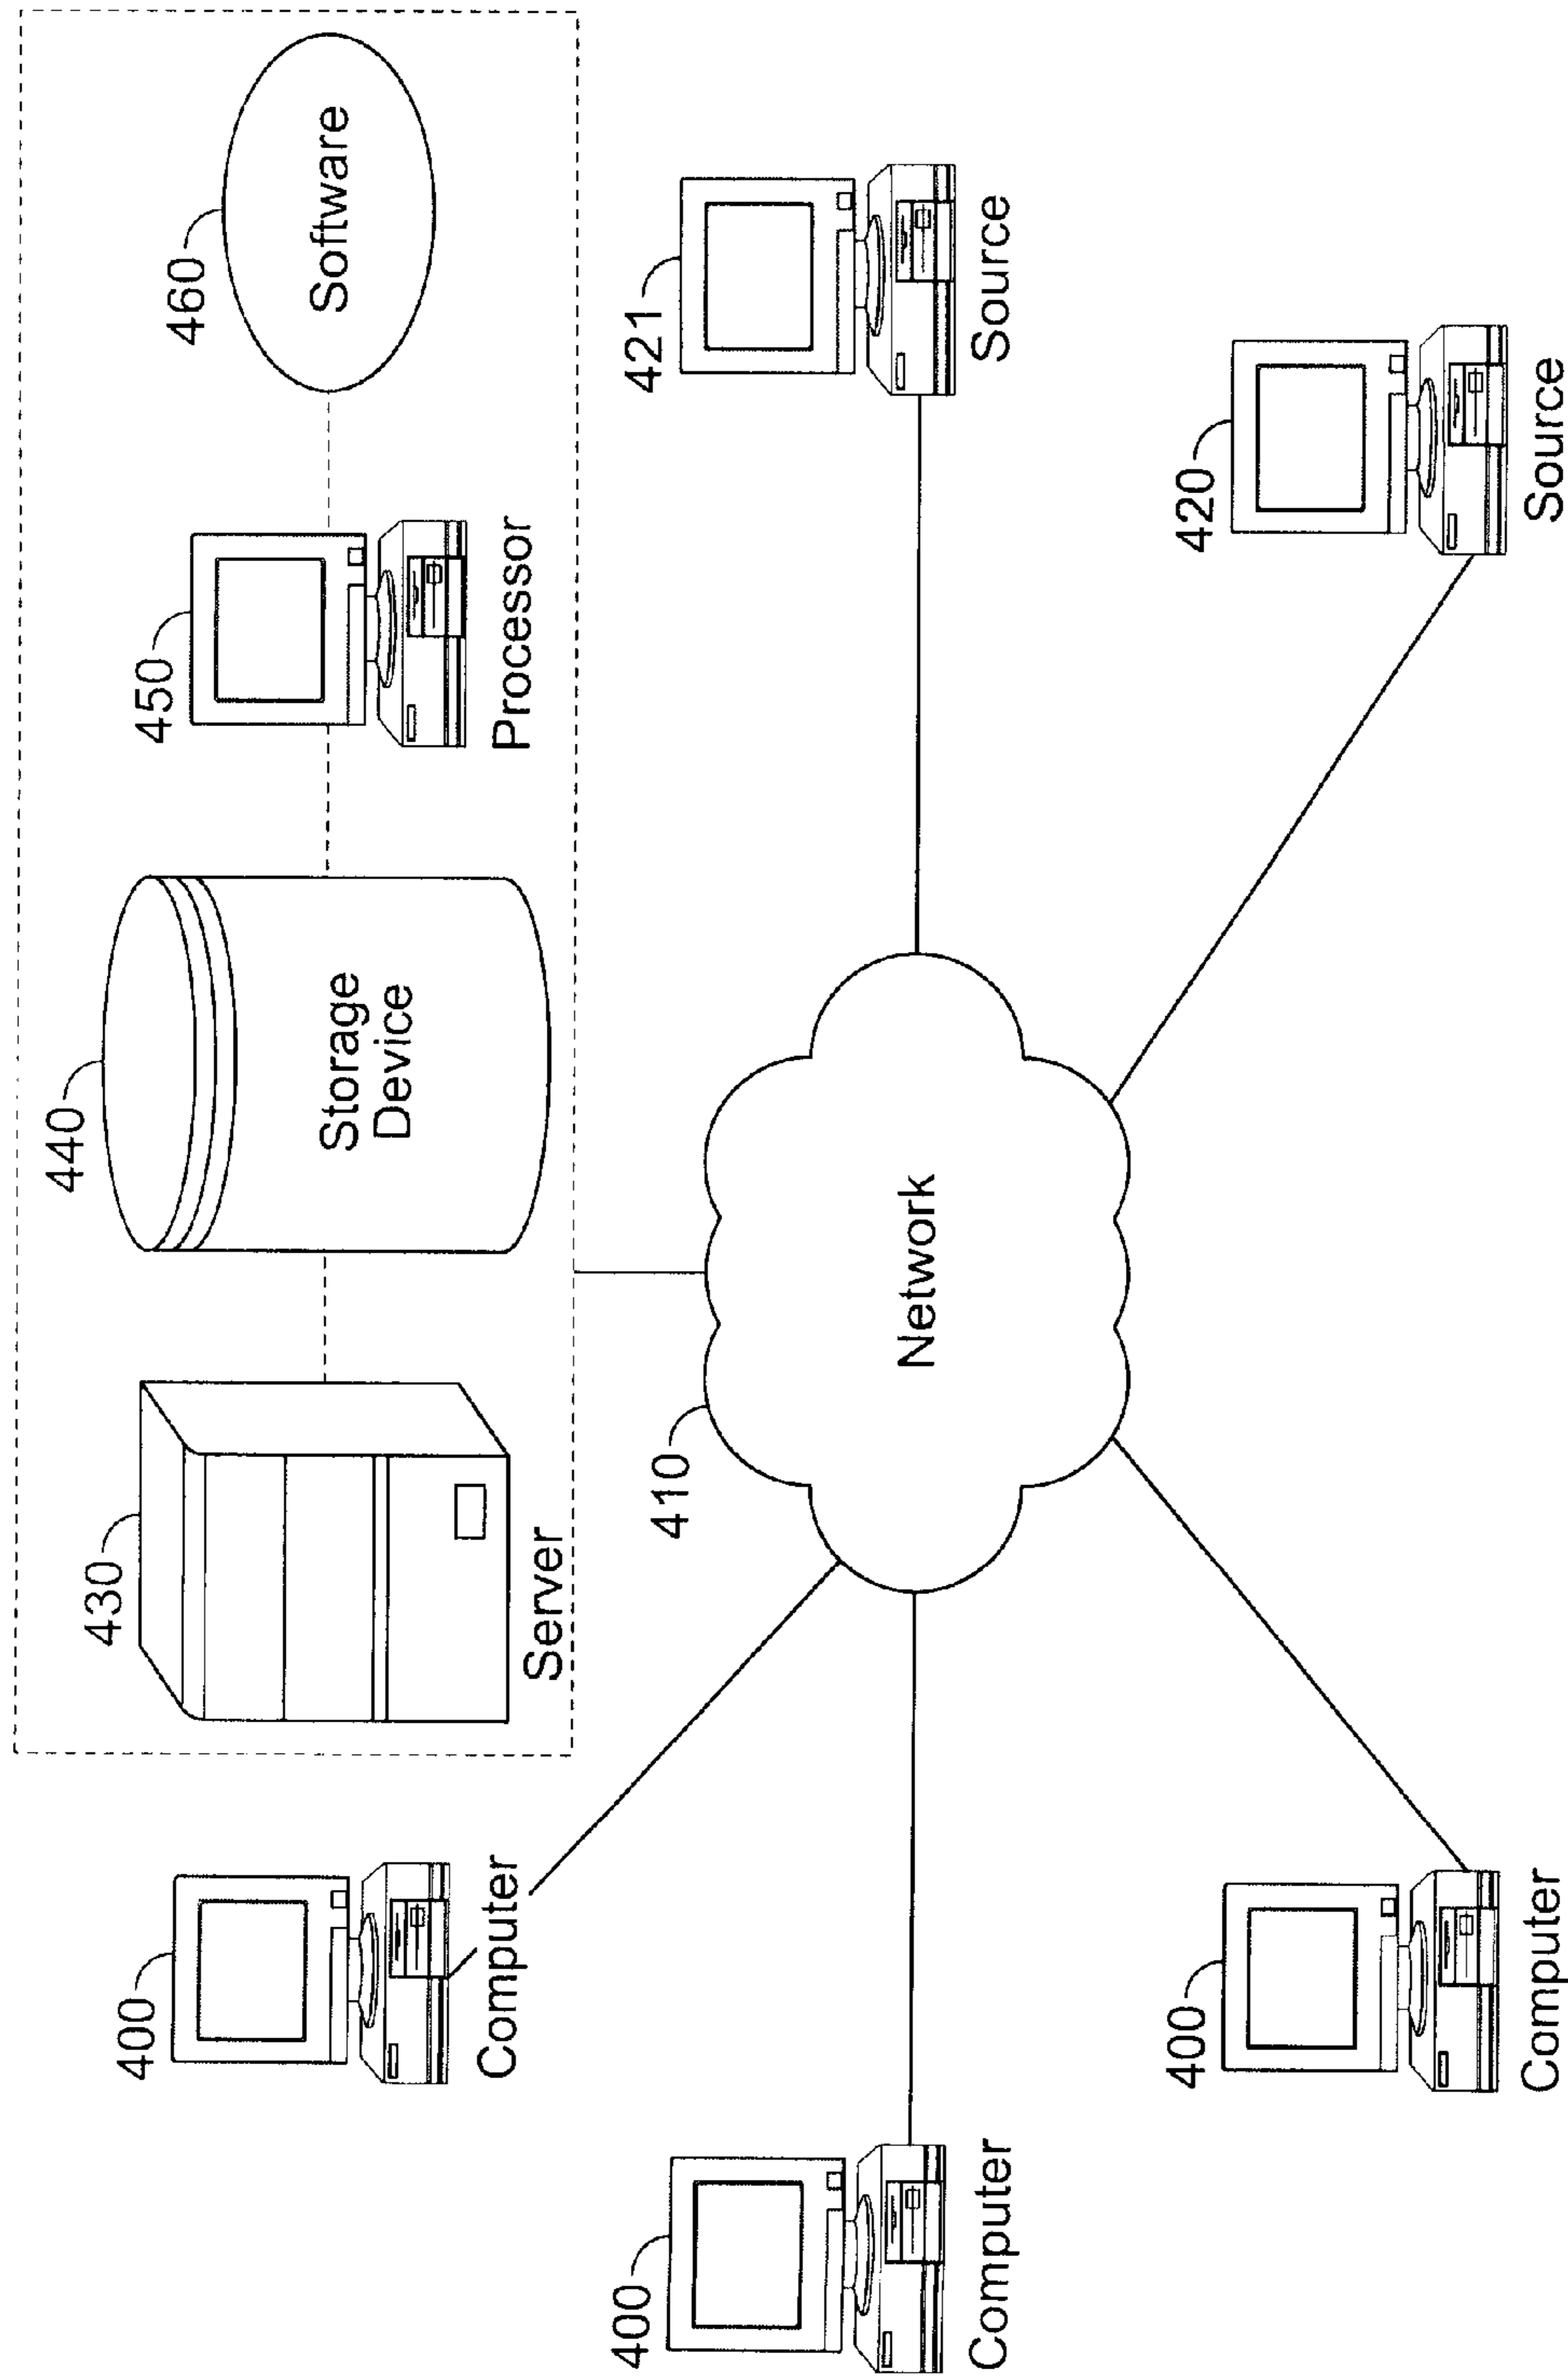 430
Server
440
Storage
Device
450
Processor
460
Software
400
Computer
410
Network
421
Source
400
Computer
420
Source
400
Computer